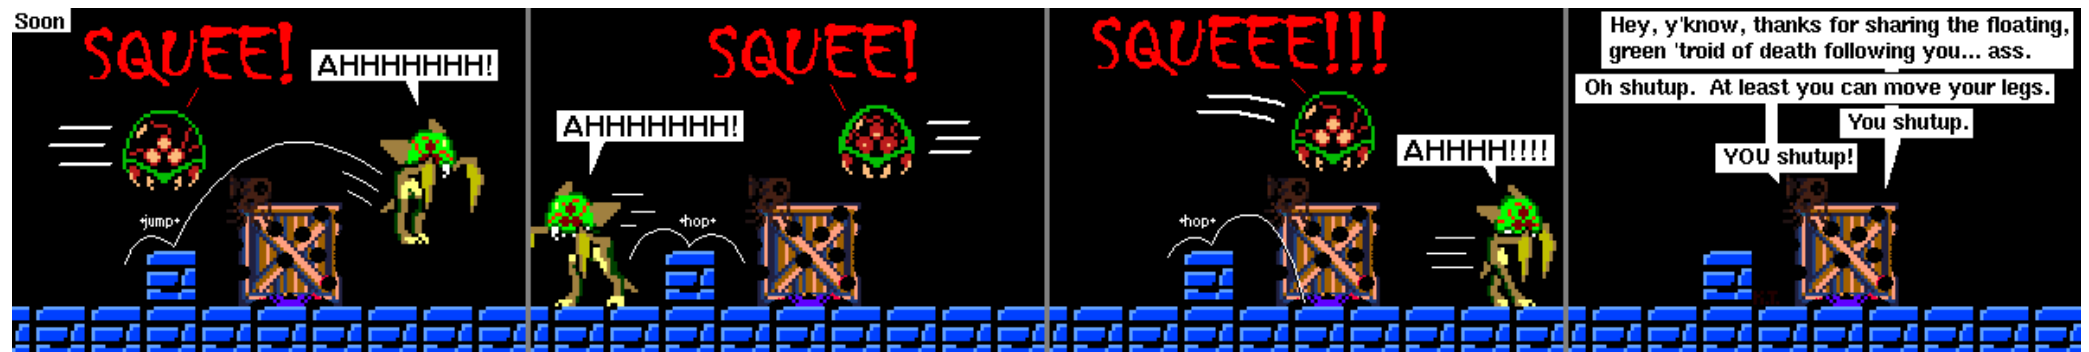 Soon
SQUEE!
AHHHHHHH!
+jump+
SQUEE!
AHHHHHHH!
+hop+
SQUEEE!!!
AHHHH!!!!
+hop+
Hey, y'know, thanks for sharing the floating,
green 'troid of death following you... ass.
Oh shutup.  At least you can move your legs.
You shutup.
YOU shutup!